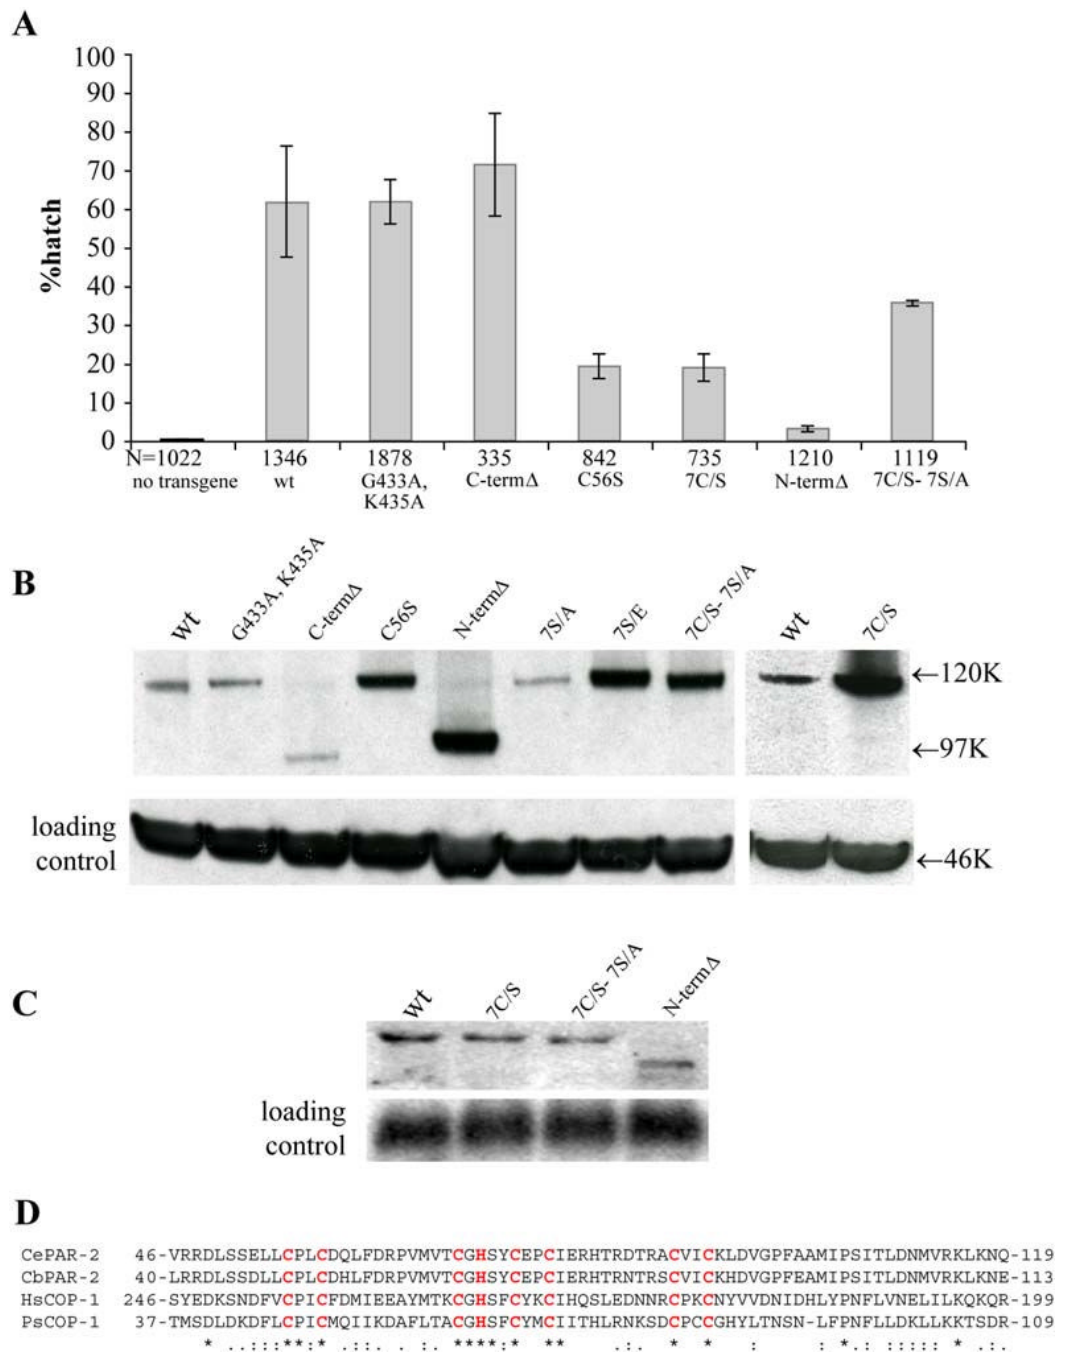 A
100
90
80
70
60
50
40
30
20
10
0
%hatch
N=1022 1346 1878 335 842 735 1210 1119
no transgene wt G433A, C-termΔ C56S 7C/S N-termΔ 7C/S- 7S/A
K435A
B
wt G433A, K435A C-termΔ C56S N-termΔ 7S/A 7S/E 7C/S- 7S/A wt 7C/S
←120K
←97K
loading
control
←46K
C
wt 7C/S 7C/S- 7S/A N-termΔ
loading
control
D
CePAR-2 46-VRRDLSSELLCPLCDQLFDRPVMVTCGHSYCEPCIERHTRDTRACVICKLDVGPFAAMIPSITLDNMVRKLKNQ-119
CbPAR-2 40-LRRDLSSDLLCPLCDHLFDRPVMVTCGHSYCEPCIERHTRNTRSCVICKHDVGPFEAMIPSITLDNMVRKLKNE-113
HsCOP-1 246-SYEDKSNDFVCPICFDMIEEAYMTKCGHSFCYKCIHQSLEDNNRCPKCNYVVDNIDHLYPNFLVNELILKQKQR-199
PsCOP-1 37-TMSDLDKDFLCPICMQIIKDAFLTACGHSFCYMCIITHLRNKSDCPCCGHYLTNSN-LFPNFLLDKLLKKTSDR-109
* .:::**:* .:::. . :. ****:* ** .:. * * : *. .:::::. * .:.